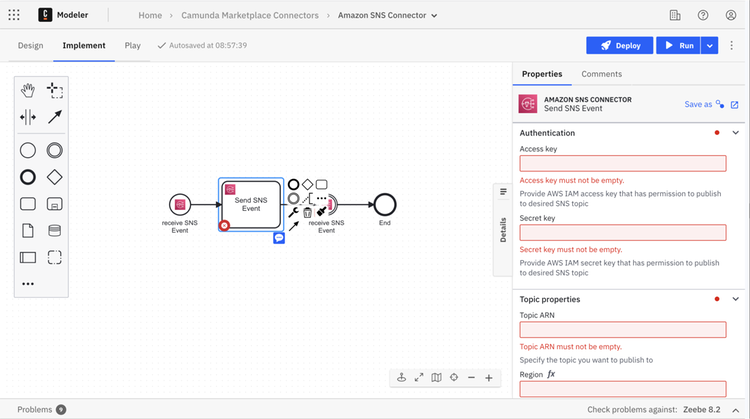 Modeler
Home
Camunda Marketplace Connectors
Amazon SNS Connector
Design
Implement
Play
Autosaved at 08:57:39
Deploy
Run
Properties
Comments
AMAZON SNS CONNECTOR
Send SNS Event
Save as
Authentication
Access key
Access key must not be empty.
Provide AWS IAM access key that has permission to publish
to desired SNS topic
Secret key
Secret key must not be empty.
Provide AWS IAM secret key that has permission to publish
to desired SNS topic
Topic properties
Topic ARN
Topic ARN must not be empty.
Specify the topic you want to publish to
Region fx
Details
receive SNS
Event
Send SNS
Event
receive SNS
Event
End
Problems 9
Check problems against: Zeebe 8.2